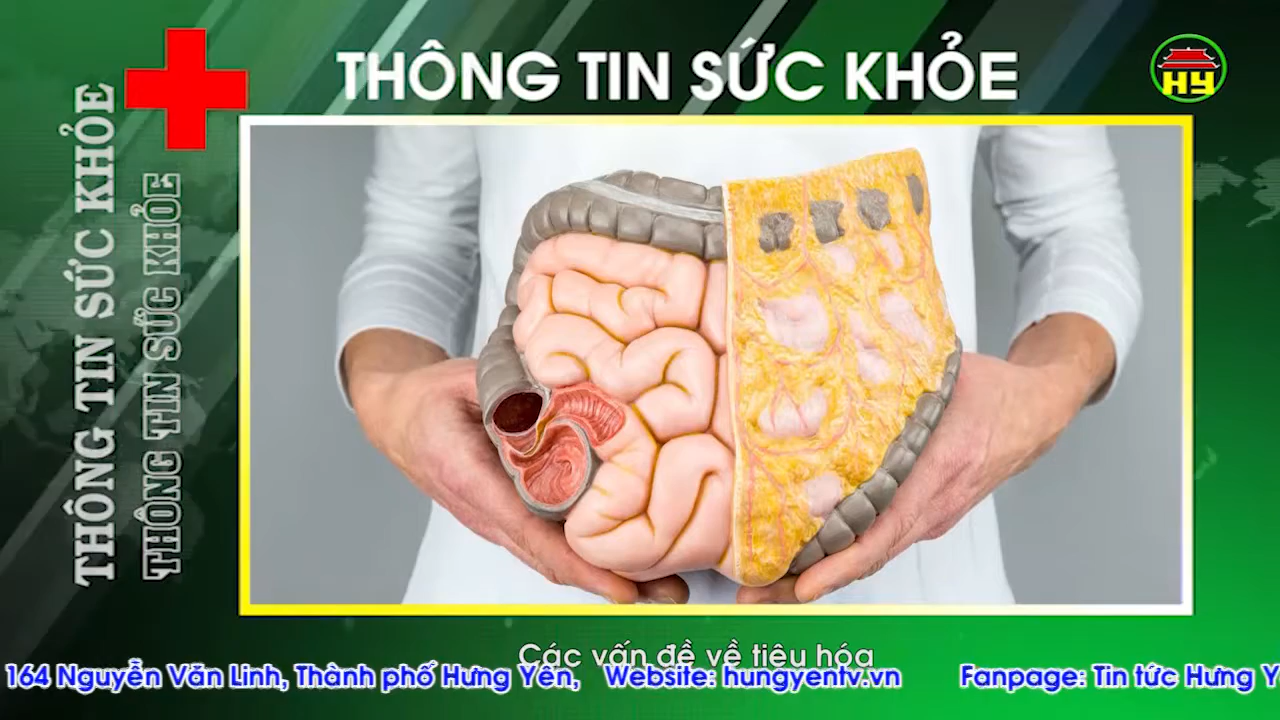 THÔNG TIN SỨC KHỎE
HY
THÔNG TIN SỨC KHỎE
THÔNG TIN SỨC KHỎE
Các vấn đề về tiêu hóa
164 Nguyễn Văn Linh, Thành phố Hưng Yên, Website: hungyentv.vn Fanpage: Tin tức Hưng